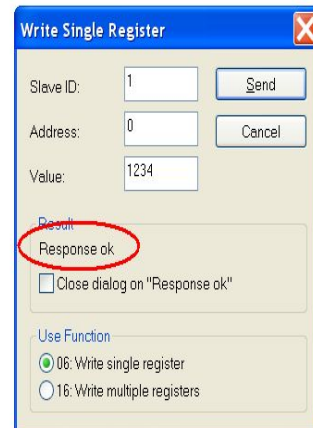 Write Single Register
Slave ID: 1 Send
Address: 0 Cancel
Value: 1234
Result
Response ok
Close dialog on "Response ok"
Use Function
06: Write single register
16: Write multiple registers